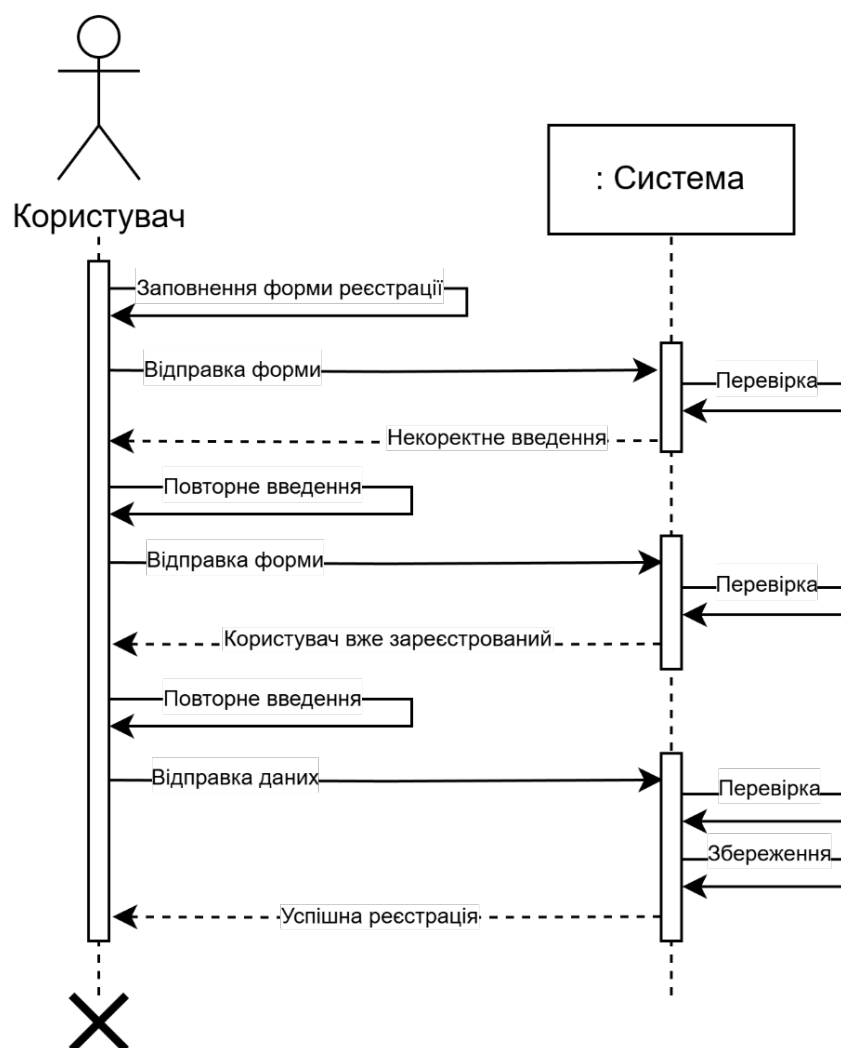 : Система
Користувач
Заповнення форми реєстрації
Відправка форми
Перевірка
Некоректне введення
Повторне введення
Відправка форми
Перевірка
Користувач вже зареєстрований
Повторне введення
Відправка даних
Перевірка
Збереження
Успішна реєстрація